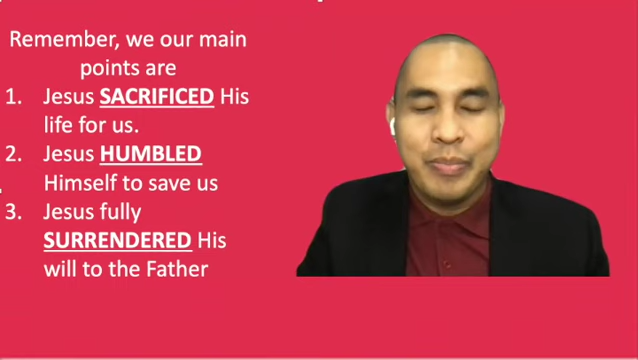 Remember, we our main
points are
1. Jesus SACRIFICED His
life for us.
2. Jesus HUMBLED
Himself to save us
3. Jesus fully
SURRENDERED His
will to the Father